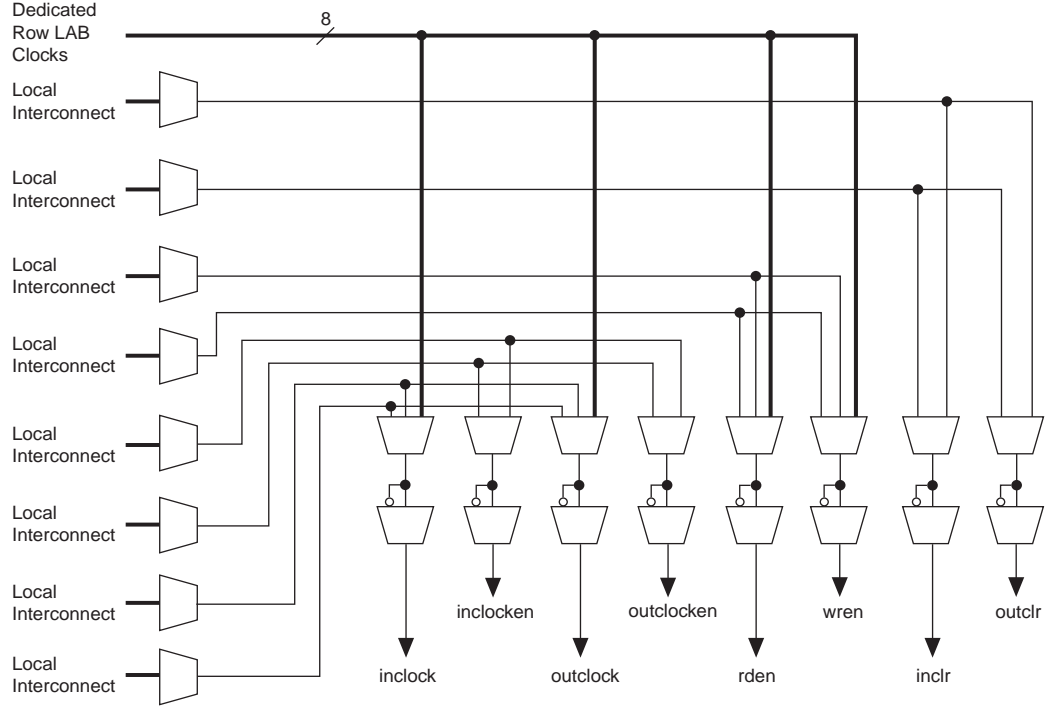 Dedicated
Row LAB
Clocks
8
Local
Interconnect
Local
Interconnect
Local
Interconnect
Local
Interconnect
Local
Interconnect
Local
Interconnect
Local
Interconnect
Local
Interconnect
inclocken
outclocken
wren
outclr
inclock
outclock
rden
inclr